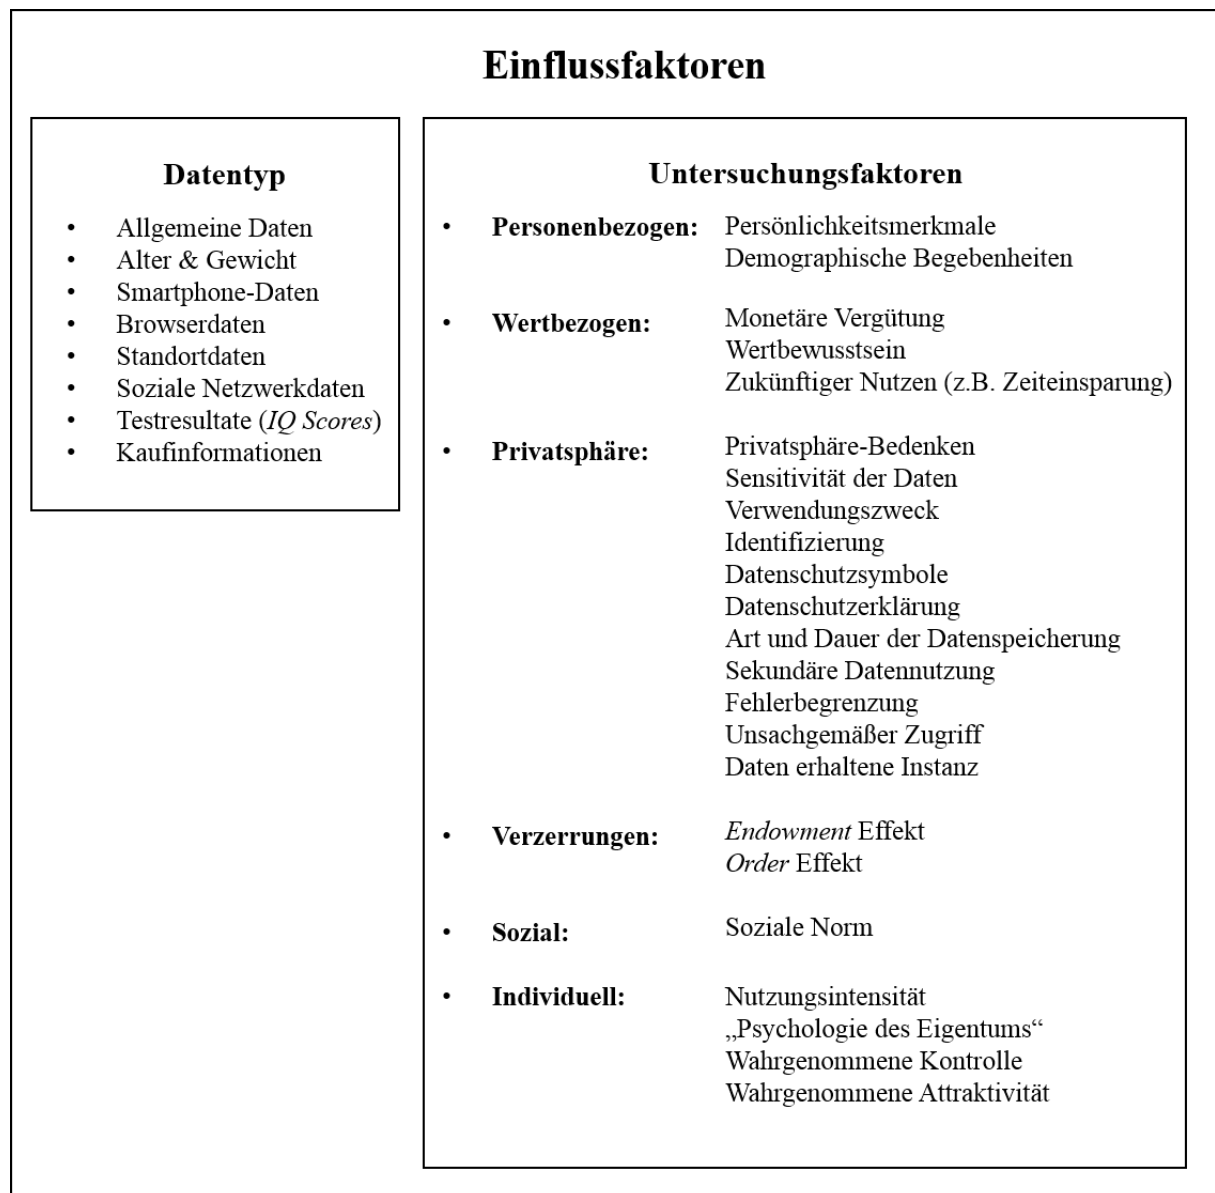 Einflussfaktoren
Datentyp
• Allgemeine Daten
• Alter & Gewicht
• Smartphone-Daten
• Browserdaten
• Standortdaten
• Soziale Netzwerkdaten
• Testresultate (IQ Scores)
• Kaufinformationen
Untersuchungsfaktoren
• Personenbezogen: Persönlichkeitsmerkmale
Demographische Begebenheiten
• Wertbezogen: Monetäre Vergütung
Wertbewusstsein
Zukünftiger Nutzen (z.B. Zeiteinsparung)
• Privatsphäre: Privatsphäre-Bedenken
Sensitivität der Daten
Verwendungszweck
Identifizierung
Datenschutzsymbole
Datenschutzerklärung
Art und Dauer der Datenspeicherung
Sekundäre Datennutzung
Fehlerbegrenzung
Unsachgemäßer Zugriff
Daten erhaltene Instanz
• Verzerrungen: Endowment Effekt
Order Effekt
• Sozial: Soziale Norm
• Individuell: Nutzungsintensität
„Psychologie des Eigentums“
Wahrgenommene Kontrolle
Wahrgenommene Attraktivität